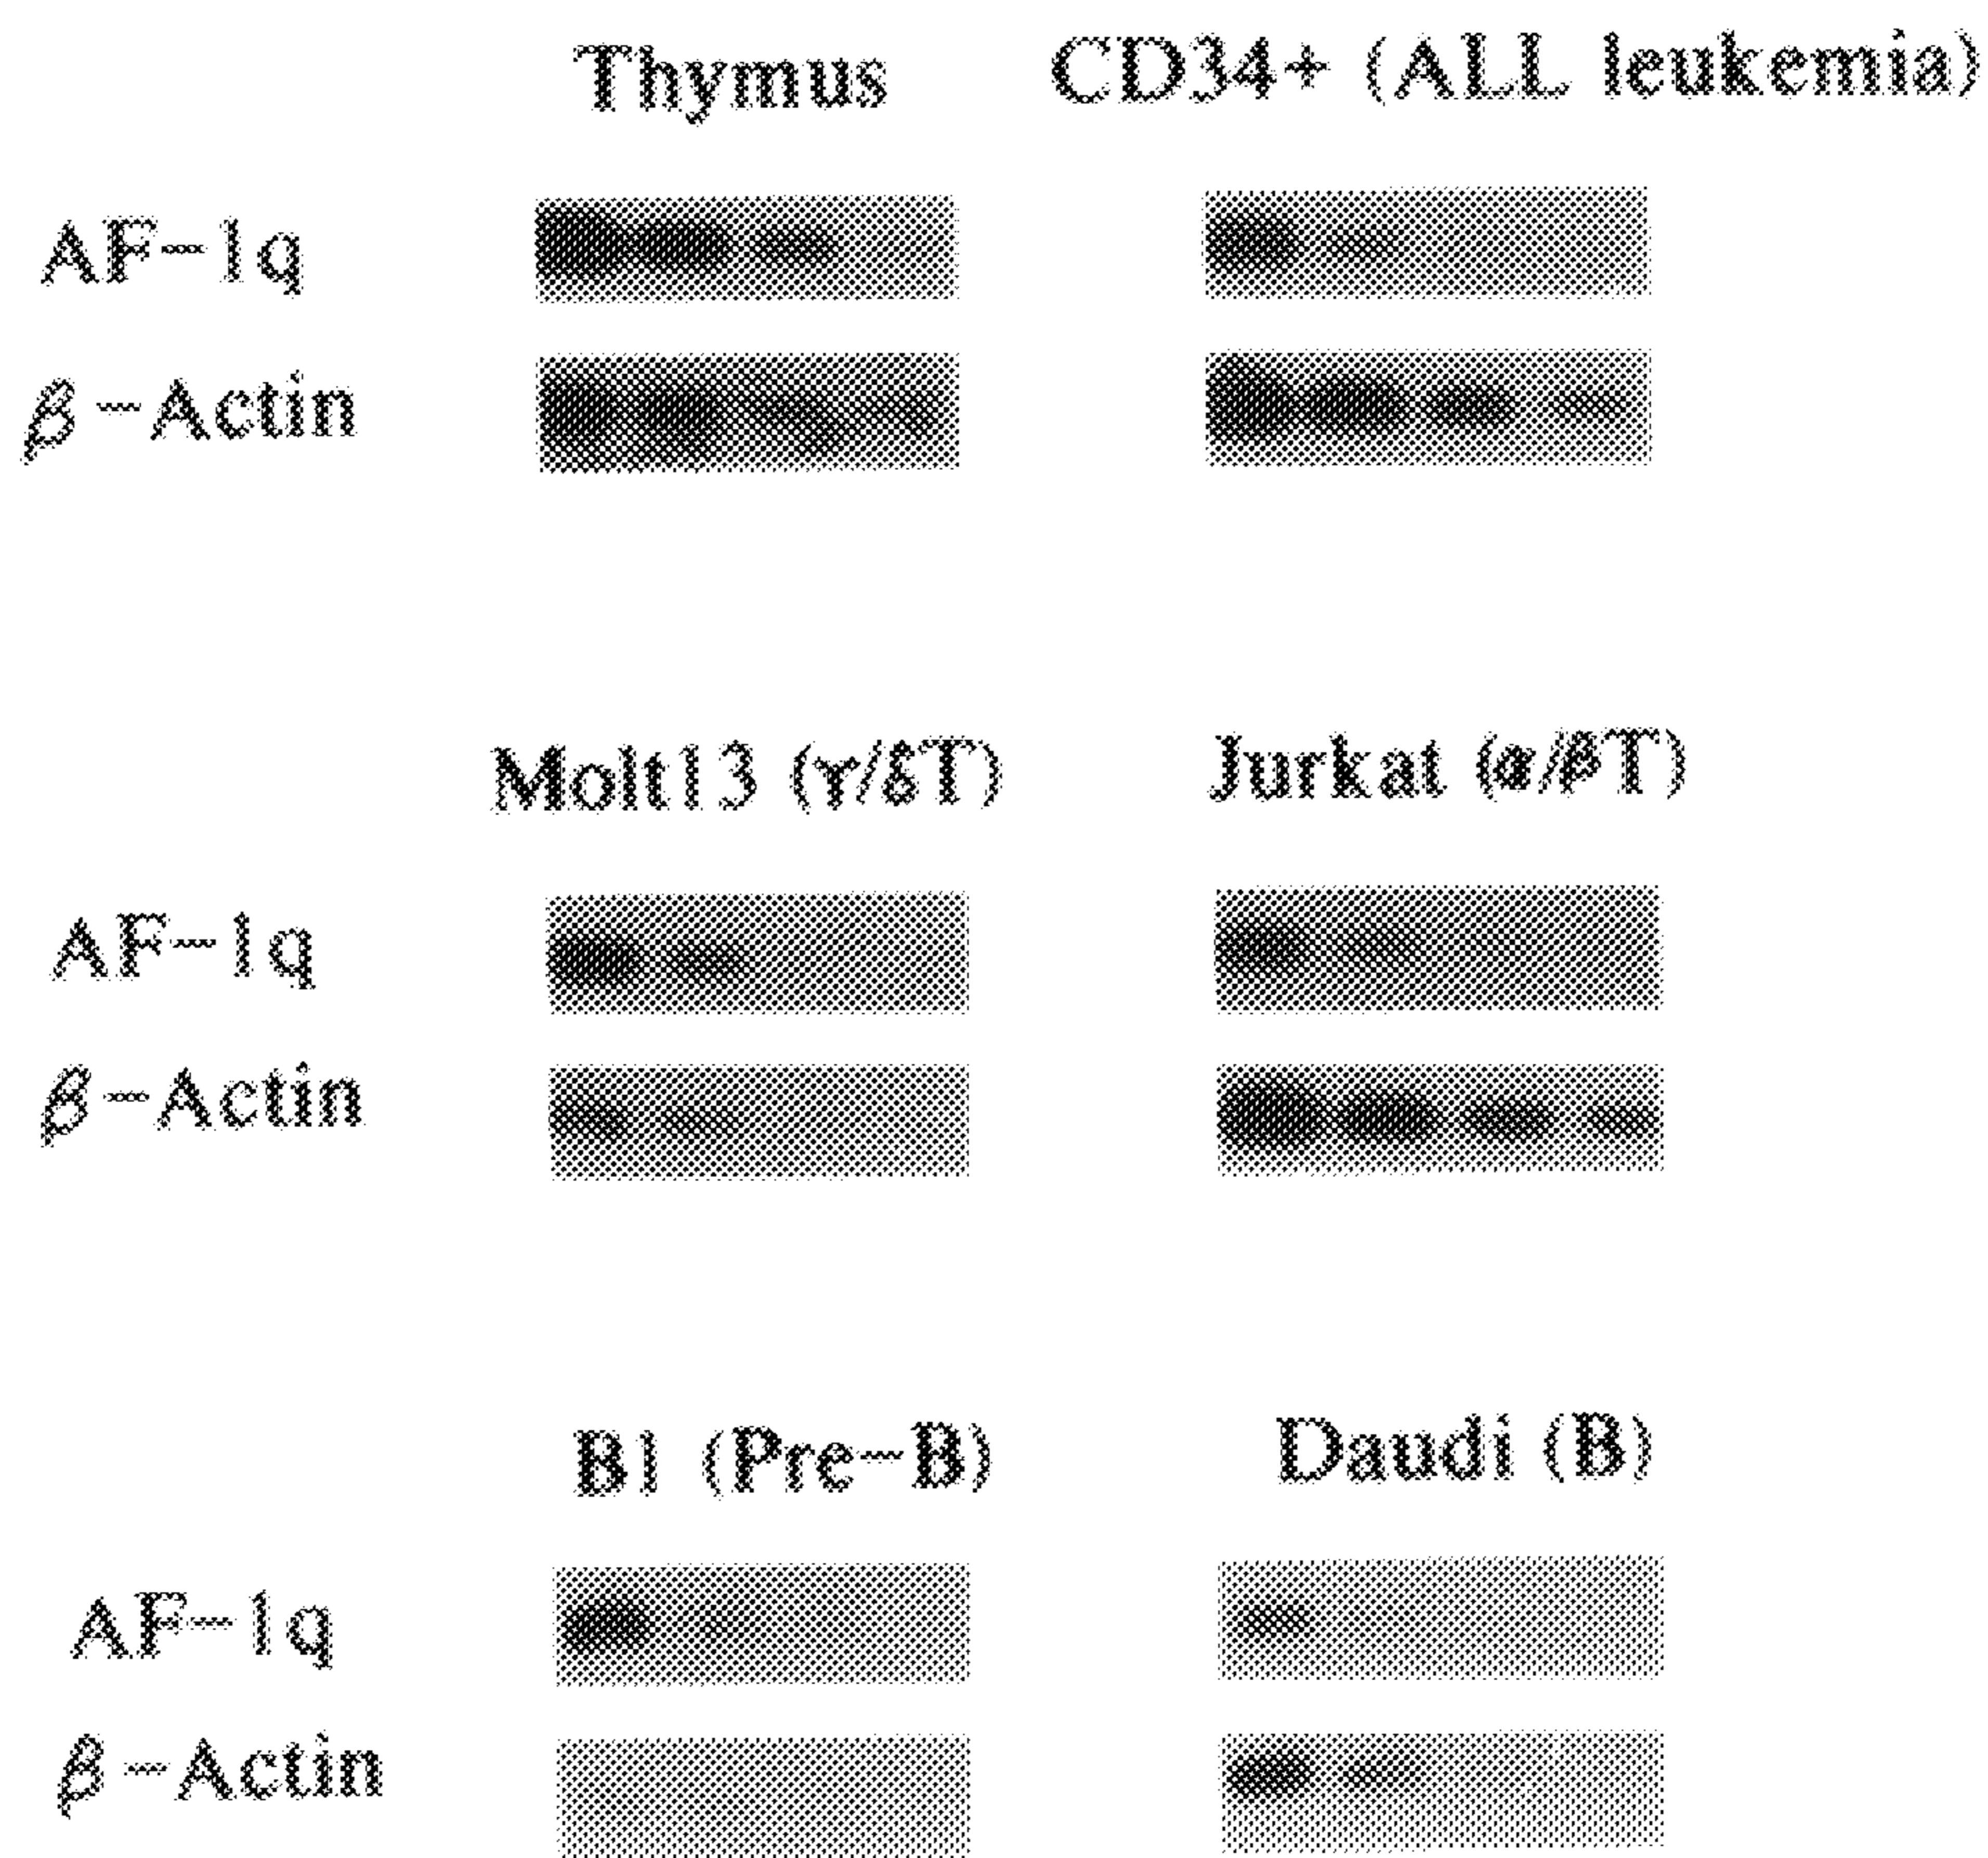 Thymus CD34+ (ALL leukemia)
AF-1q
β-Actin
Molt13 (γ/δT) Jurkat (α/βT)
AF-1q
β-Actin
B1 (Pre-B) Daudi (B)
AF-1q
β-Actin